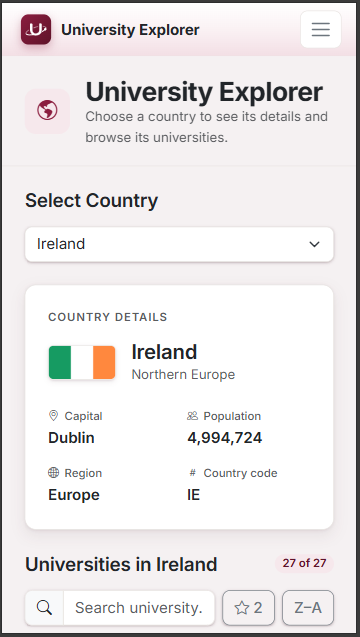 University Explorer
University Explorer
Choose a country to see its details and
browse its universities.
Select Country
Ireland
COUNTRY DETAILS
Ireland
Northern Europe
Capital
Dublin
Population
4,994,724
Region
Europe
# Country code
IE
Universities in Ireland
27 of 27
Search university.
2
Z–A